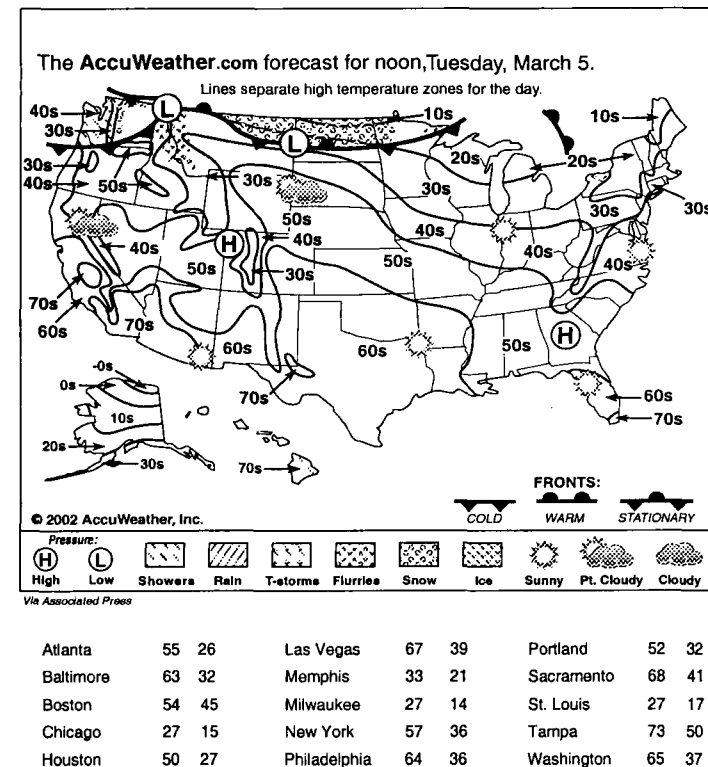 The AccuWeather.com forecast for noon,Tuesday, March 5.
Lines separate high temperature zones for the day.
40s
30s
10s
10s
30s
40s
50s
30s
20s
20s
30s
50s
30s
30s
40s
40s
40s
40s
50s
30s
50s
40s
40s
70s
60s
70s
60s
60s
50s
70s
60s
70s
-0s
0s
10s
20s
30s
70s
L
L
H
H
FRONTS:
COLD WARM STATIONARY
© 2002 AccuWeather, Inc.
Pressure:
H L
High Low Showers Rain T-storms Flurries Snow Ice Sunny Pt. Cloudy Cloudy
Via Associated Press
Atlanta 55 26 Las Vegas 67 39 Portland 52 32
Baltimore 63 32 Memphis 33 21 Sacramento 68 41
Boston 54 45 Milwaukee 27 14 St. Louis 27 17
Chicago 27 15 New York 57 36 Tampa 73 50
Houston 50 27 Philadelphia 64 36 Washington 65 37